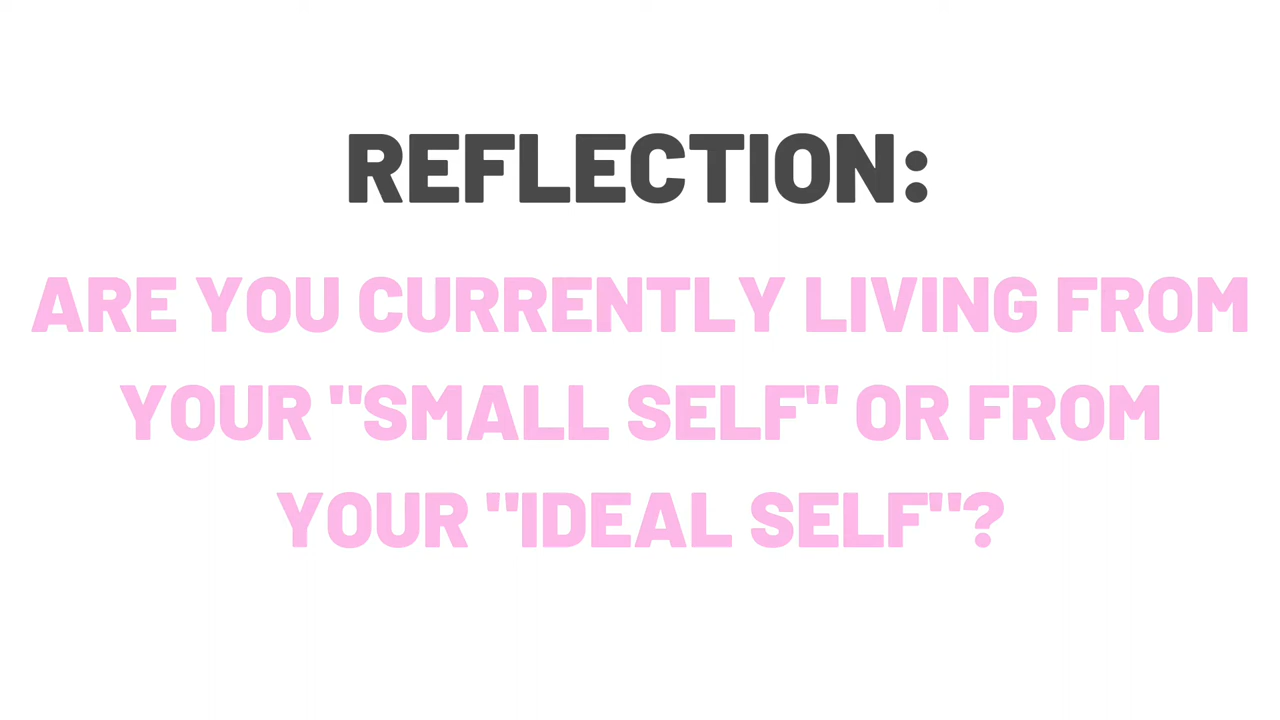 REFLECTION:
ARE YOU CURRENTLY LIVING FROM
YOUR "SMALL SELF" OR FROM
YOUR "IDEAL SELF"?